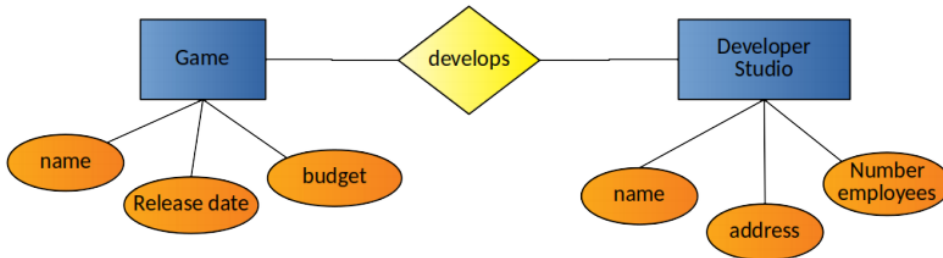 Game
develops
Developer
Studio
name
Release date
budget
name
address
Number
employees